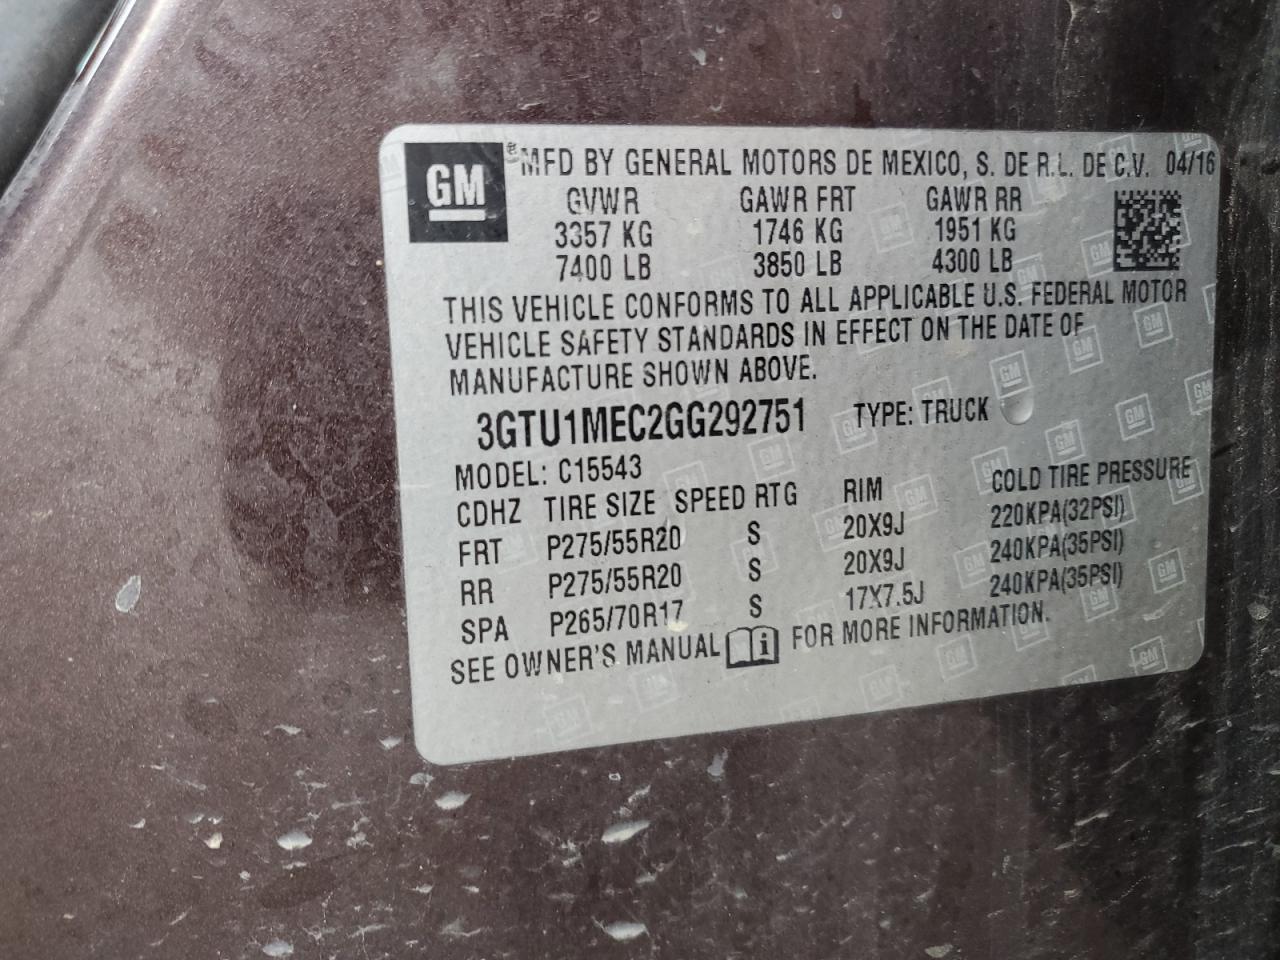 GM ® MFD BY GENERAL MOTORS DE MEXICO, S. DE R.L. DE C.V. 04/16
GVWR GAWR FRT GAWR RR
3357 KG 1746 KG 1951 KG
7400 LB 3850 LB 4300 LB
THIS VEHICLE CONFORMS TO ALL APPLICABLE U.S. FEDERAL MOTOR
VEHICLE SAFETY STANDARDS IN EFFECT ON THE DATE OF
MANUFACTURE SHOWN ABOVE.
3GTU1MEC2GG292751 TYPE: TRUCK
MODEL: C15543
CDHZ TIRE SIZE SPEED RTG RIM COLD TIRE PRESSURE
FRT P275/55R20 S 20X9J 220KPA(32PSI)
RR P275/55R20 S 20X9J 240KPA(35PSI)
SPA P265/70R17 S 17X7.5J 240KPA(35PSI)
SEE OWNER'S MANUAL i FOR MORE INFORMATION.